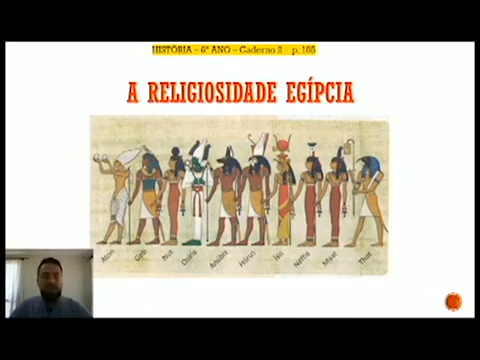 HISTÓRIA – 6º ANO – Caderno 3 - p. 185
A RELIGIOSIDADE EGÍPCIA
Aton Geb Nut Osíris Anúbis Hórus Ísis Néftis Maat Thot